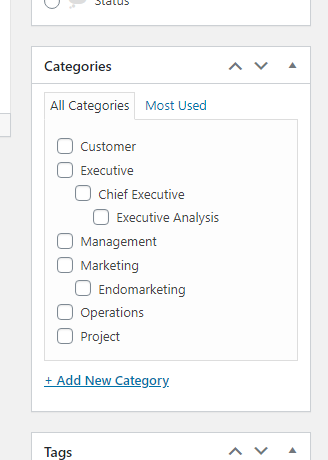 Status
Categories
All Categories
Most Used
Customer
Executive
Chief Executive
Executive Analysis
Management
Marketing
Endomarketing
Operations
Project
+ Add New Category
Tags